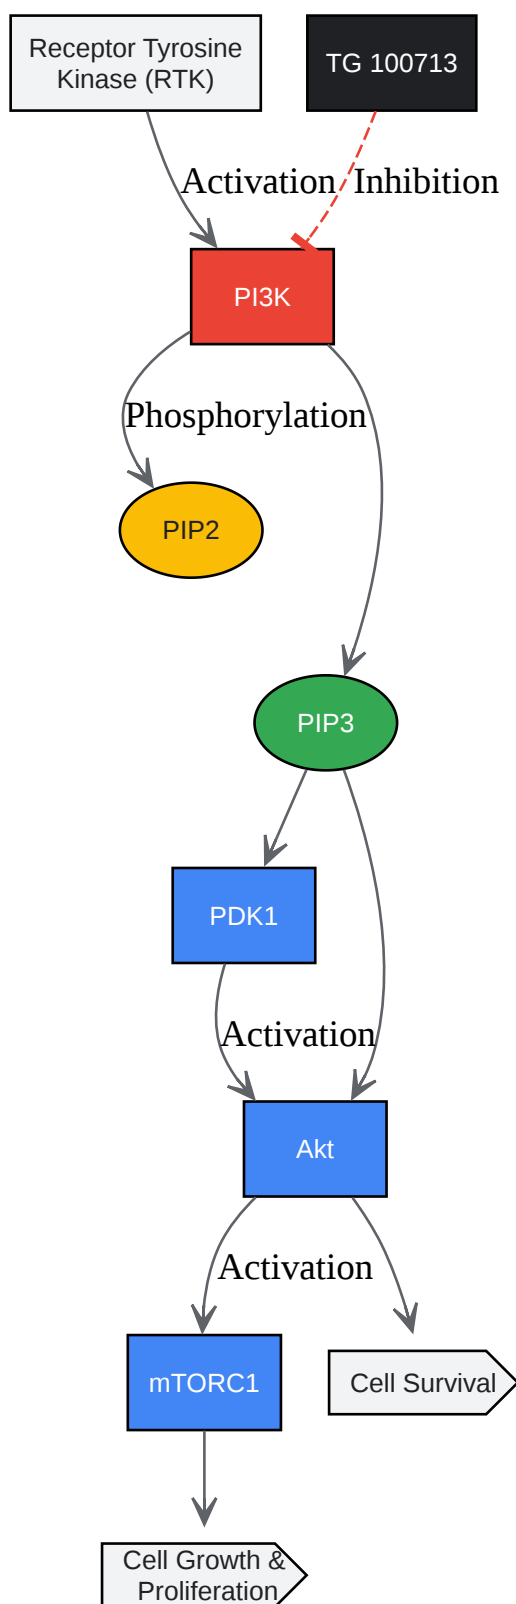 Receptor Tyrosine
Kinase (RTK)
TG 100713
Activation
Inhibition
PI3K
Phosphorylation
PIP2
PIP3
PDK1
Activation
Akt
Activation
mTORC1
Cell Survival
Cell Growth &
Proliferation